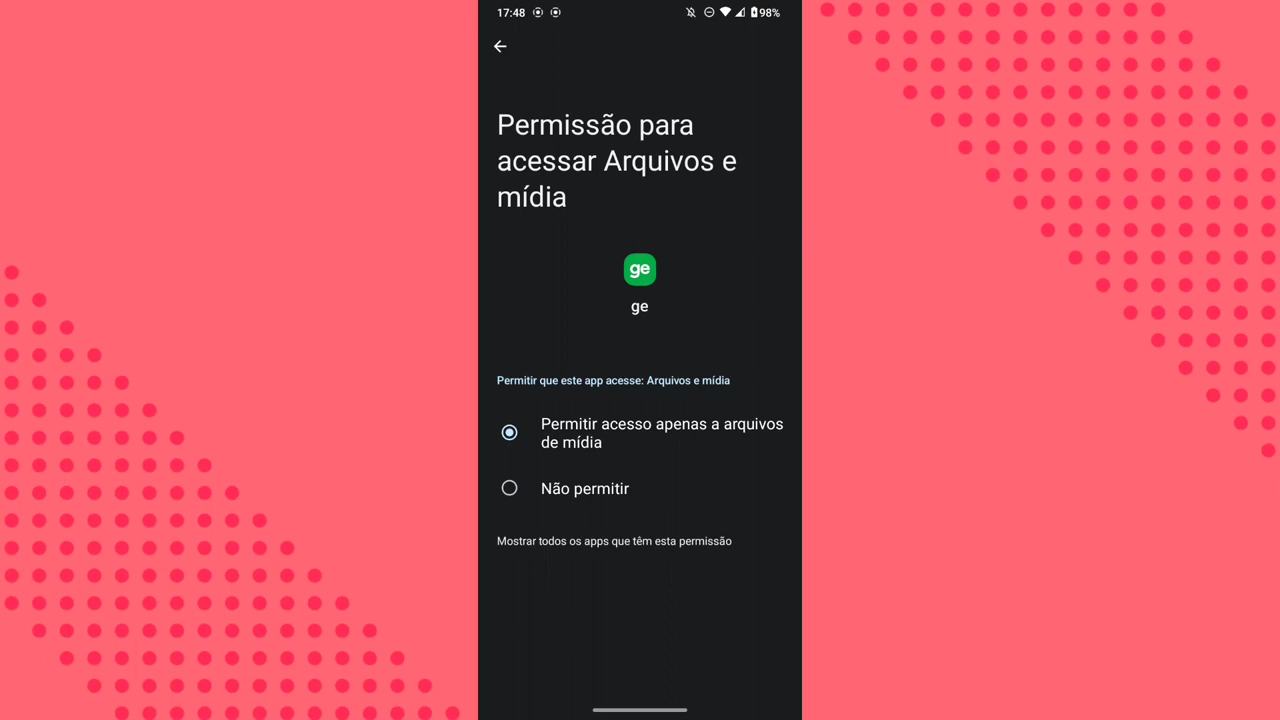 17:48
98%
Permissão para
acessar Arquivos e
mídia
ge
ge
Permitir que este app acesse: Arquivos e mídia
Permitir acesso apenas a arquivos
de mídia
Não permitir
Mostrar todos os apps que têm esta permissão